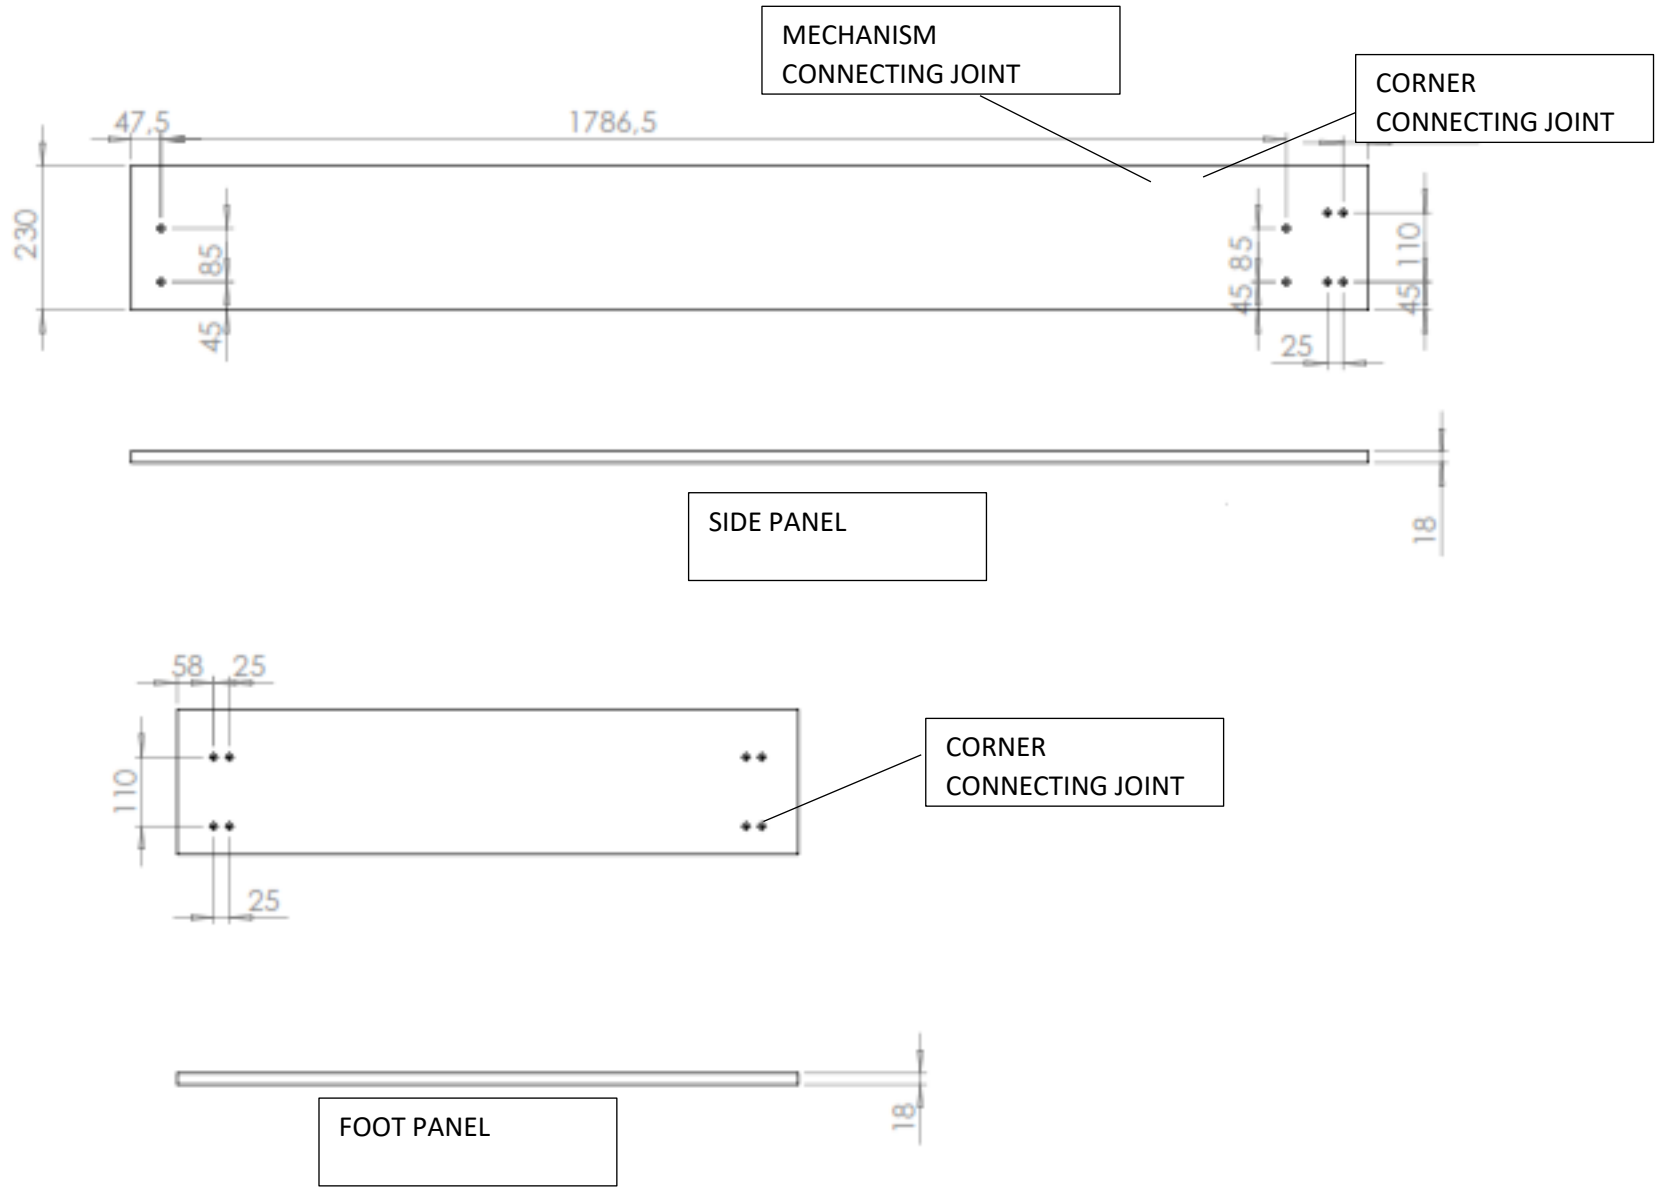 MECHANISM
CONNECTING JOINT
CORNER
CONNECTING JOINT
47,5
1786,5
230
85
45
85
45
110
45
25
18
SIDE PANEL
58
25
110
25
CORNER
CONNECTING JOINT
18
FOOT PANEL